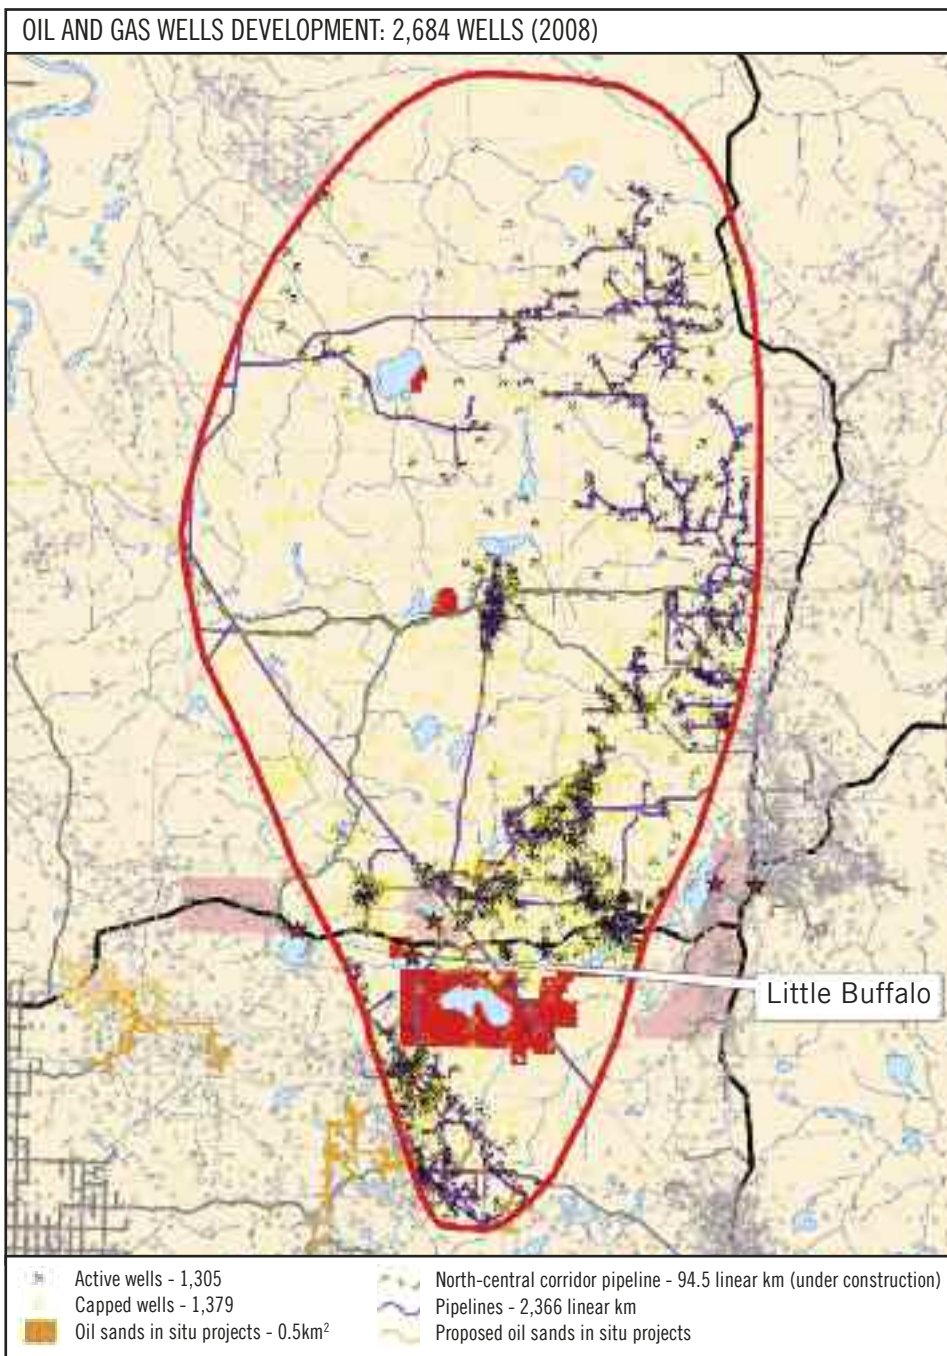 OIL AND GAS WELLS DEVELOPMENT: 2,684 WELLS (2008)
Little Buffalo
Active wells - 1,305
Capped wells - 1,379
Oil sands in situ projects - 0.5km²
North-central corridor pipeline - 94.5 linear km (under construction)
Pipelines - 2,366 linear km
Proposed oil sands in situ projects